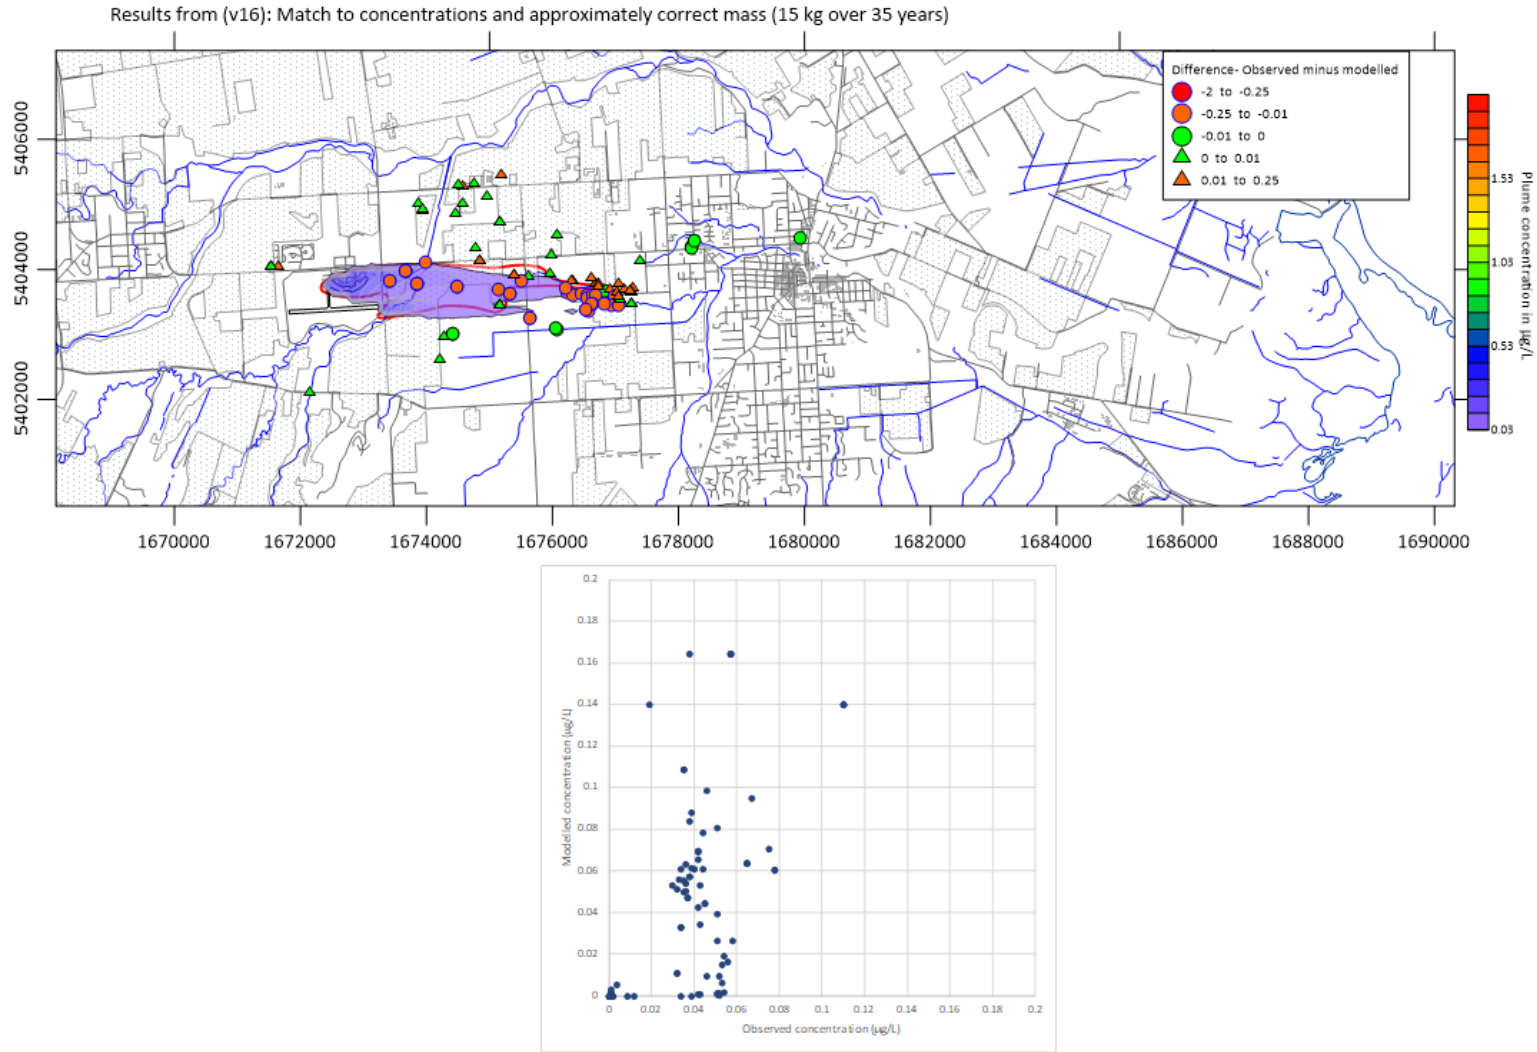 Results from (v16): Match to concentrations and approximately correct mass (15 kg over 35 years)
Difference- Observed minus modelled
-2 to -0.25
-0.25 to -0.01
-0.01 to 0
0 to 0.01
0.01 to 0.25
5406000
5404000
5402000
1.53
1.05
0.53
0.03
Plume concentration in µg/L
1670000 1672000 1674000 1676000 1678000 1680000 1682000 1684000 1686000 1688000 1690000
0.2
0.18
0.16
0.14
0.12
0.1
0.08
0.06
0.04
0.02
0
Modelled concentration (µg/L)
0 0.02 0.04 0.06 0.08 0.1 0.12 0.14 0.16 0.18 0.2
Observed concentration (µg/L)